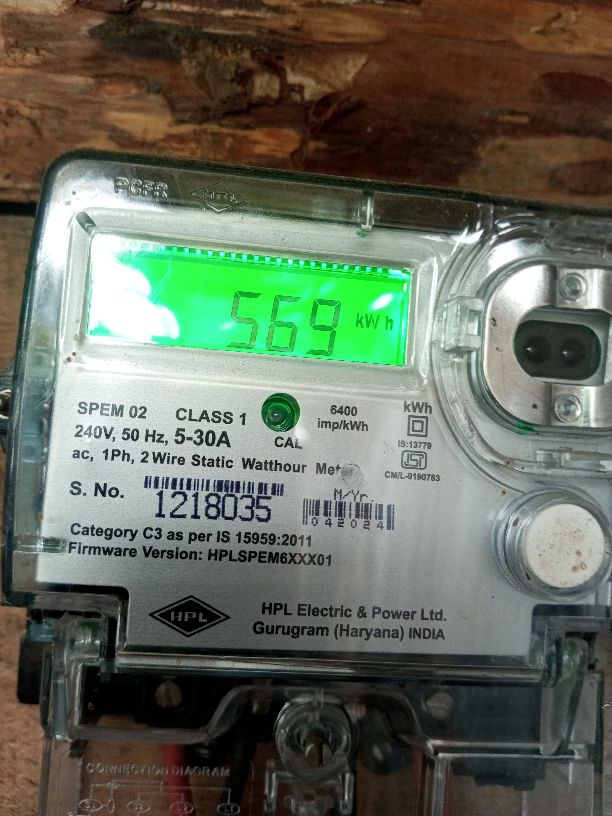 HPL
569 kW h
SPEM 02 CLASS 1
6400 imp/kWh
kWh
240V, 50 Hz, 5-30A
CAL
IS:13779
ac, 1Ph, 2 Wire Static Watthour Meter
CM/L-9190783
S. No. 1218035
M/Yr.
042024
Category C3 as per IS 15959:2011
Firmware Version: HPLSPEM6XXX01
HPL
HPL Electric & Power Ltd.
Gurugram (Haryana) INDIA
CONNECTION DIAGRAM